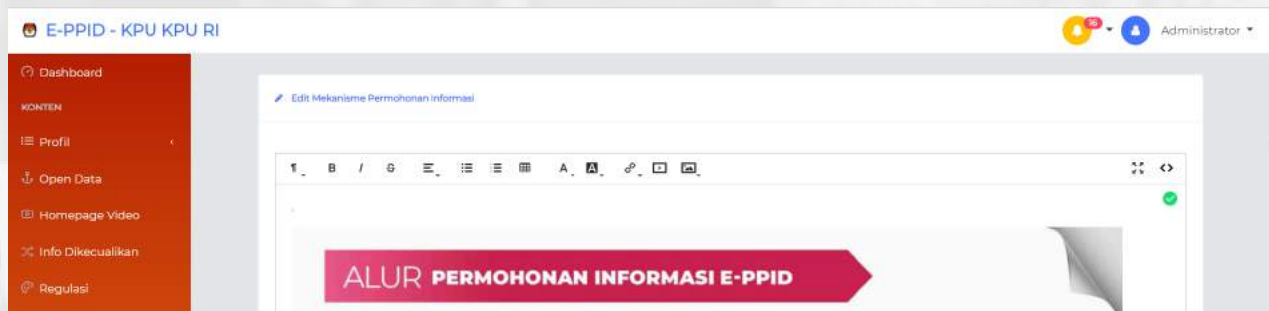 E-PPID - KPU KPU RI
16
Administrator
Dashboard
KONTEN
Profil
Open Data
Homepage Video
Info Dikecualikan
Regulasi
Edit Mekanisme Permohonan Informasi
ALUR PERMOHONAN INFORMASI E-PPID